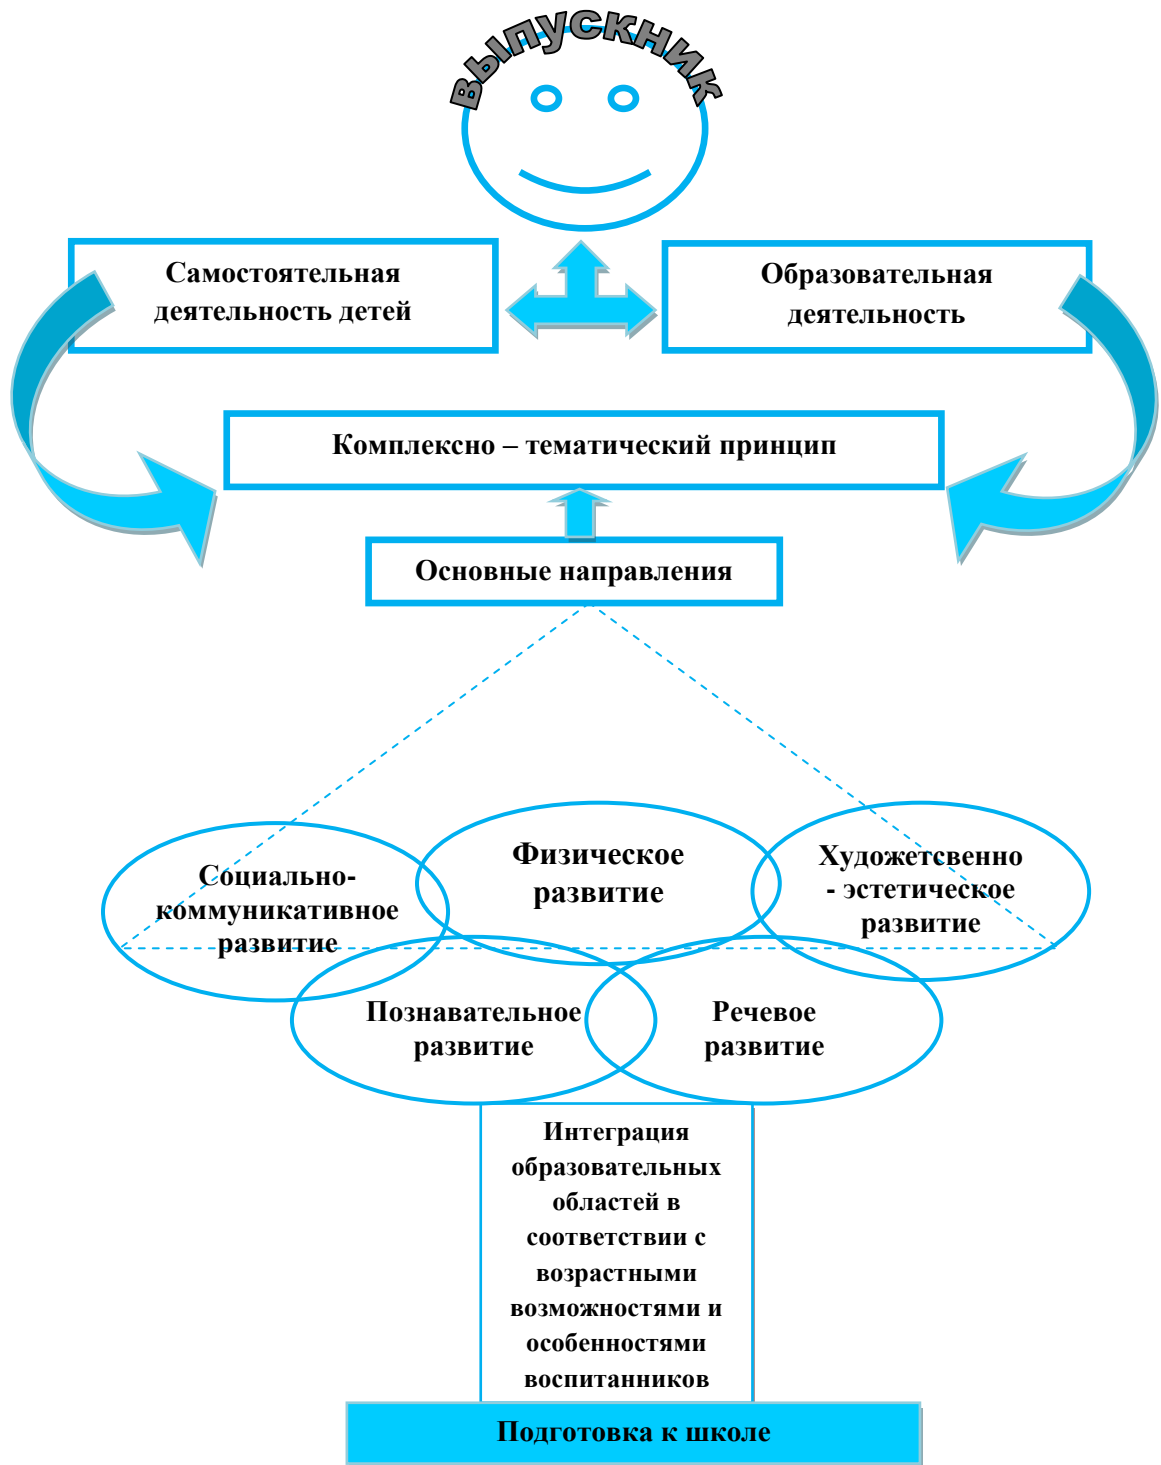 выпускник
Самостоятельная
деятельность детей
Образовательная
деятельность
Комплексно – тематический принцип
Основные направления
Социально-
коммуникативное
развитие
Физическое
развитие
Художетсвенно
- эстетическое
развитие
Познавательное
развитие
Речевое
развитие
Интеграция
образовательных
областей в
соответствии с
возрастными
возможностями и
особенностями
воспитанников
Подготовка к школе